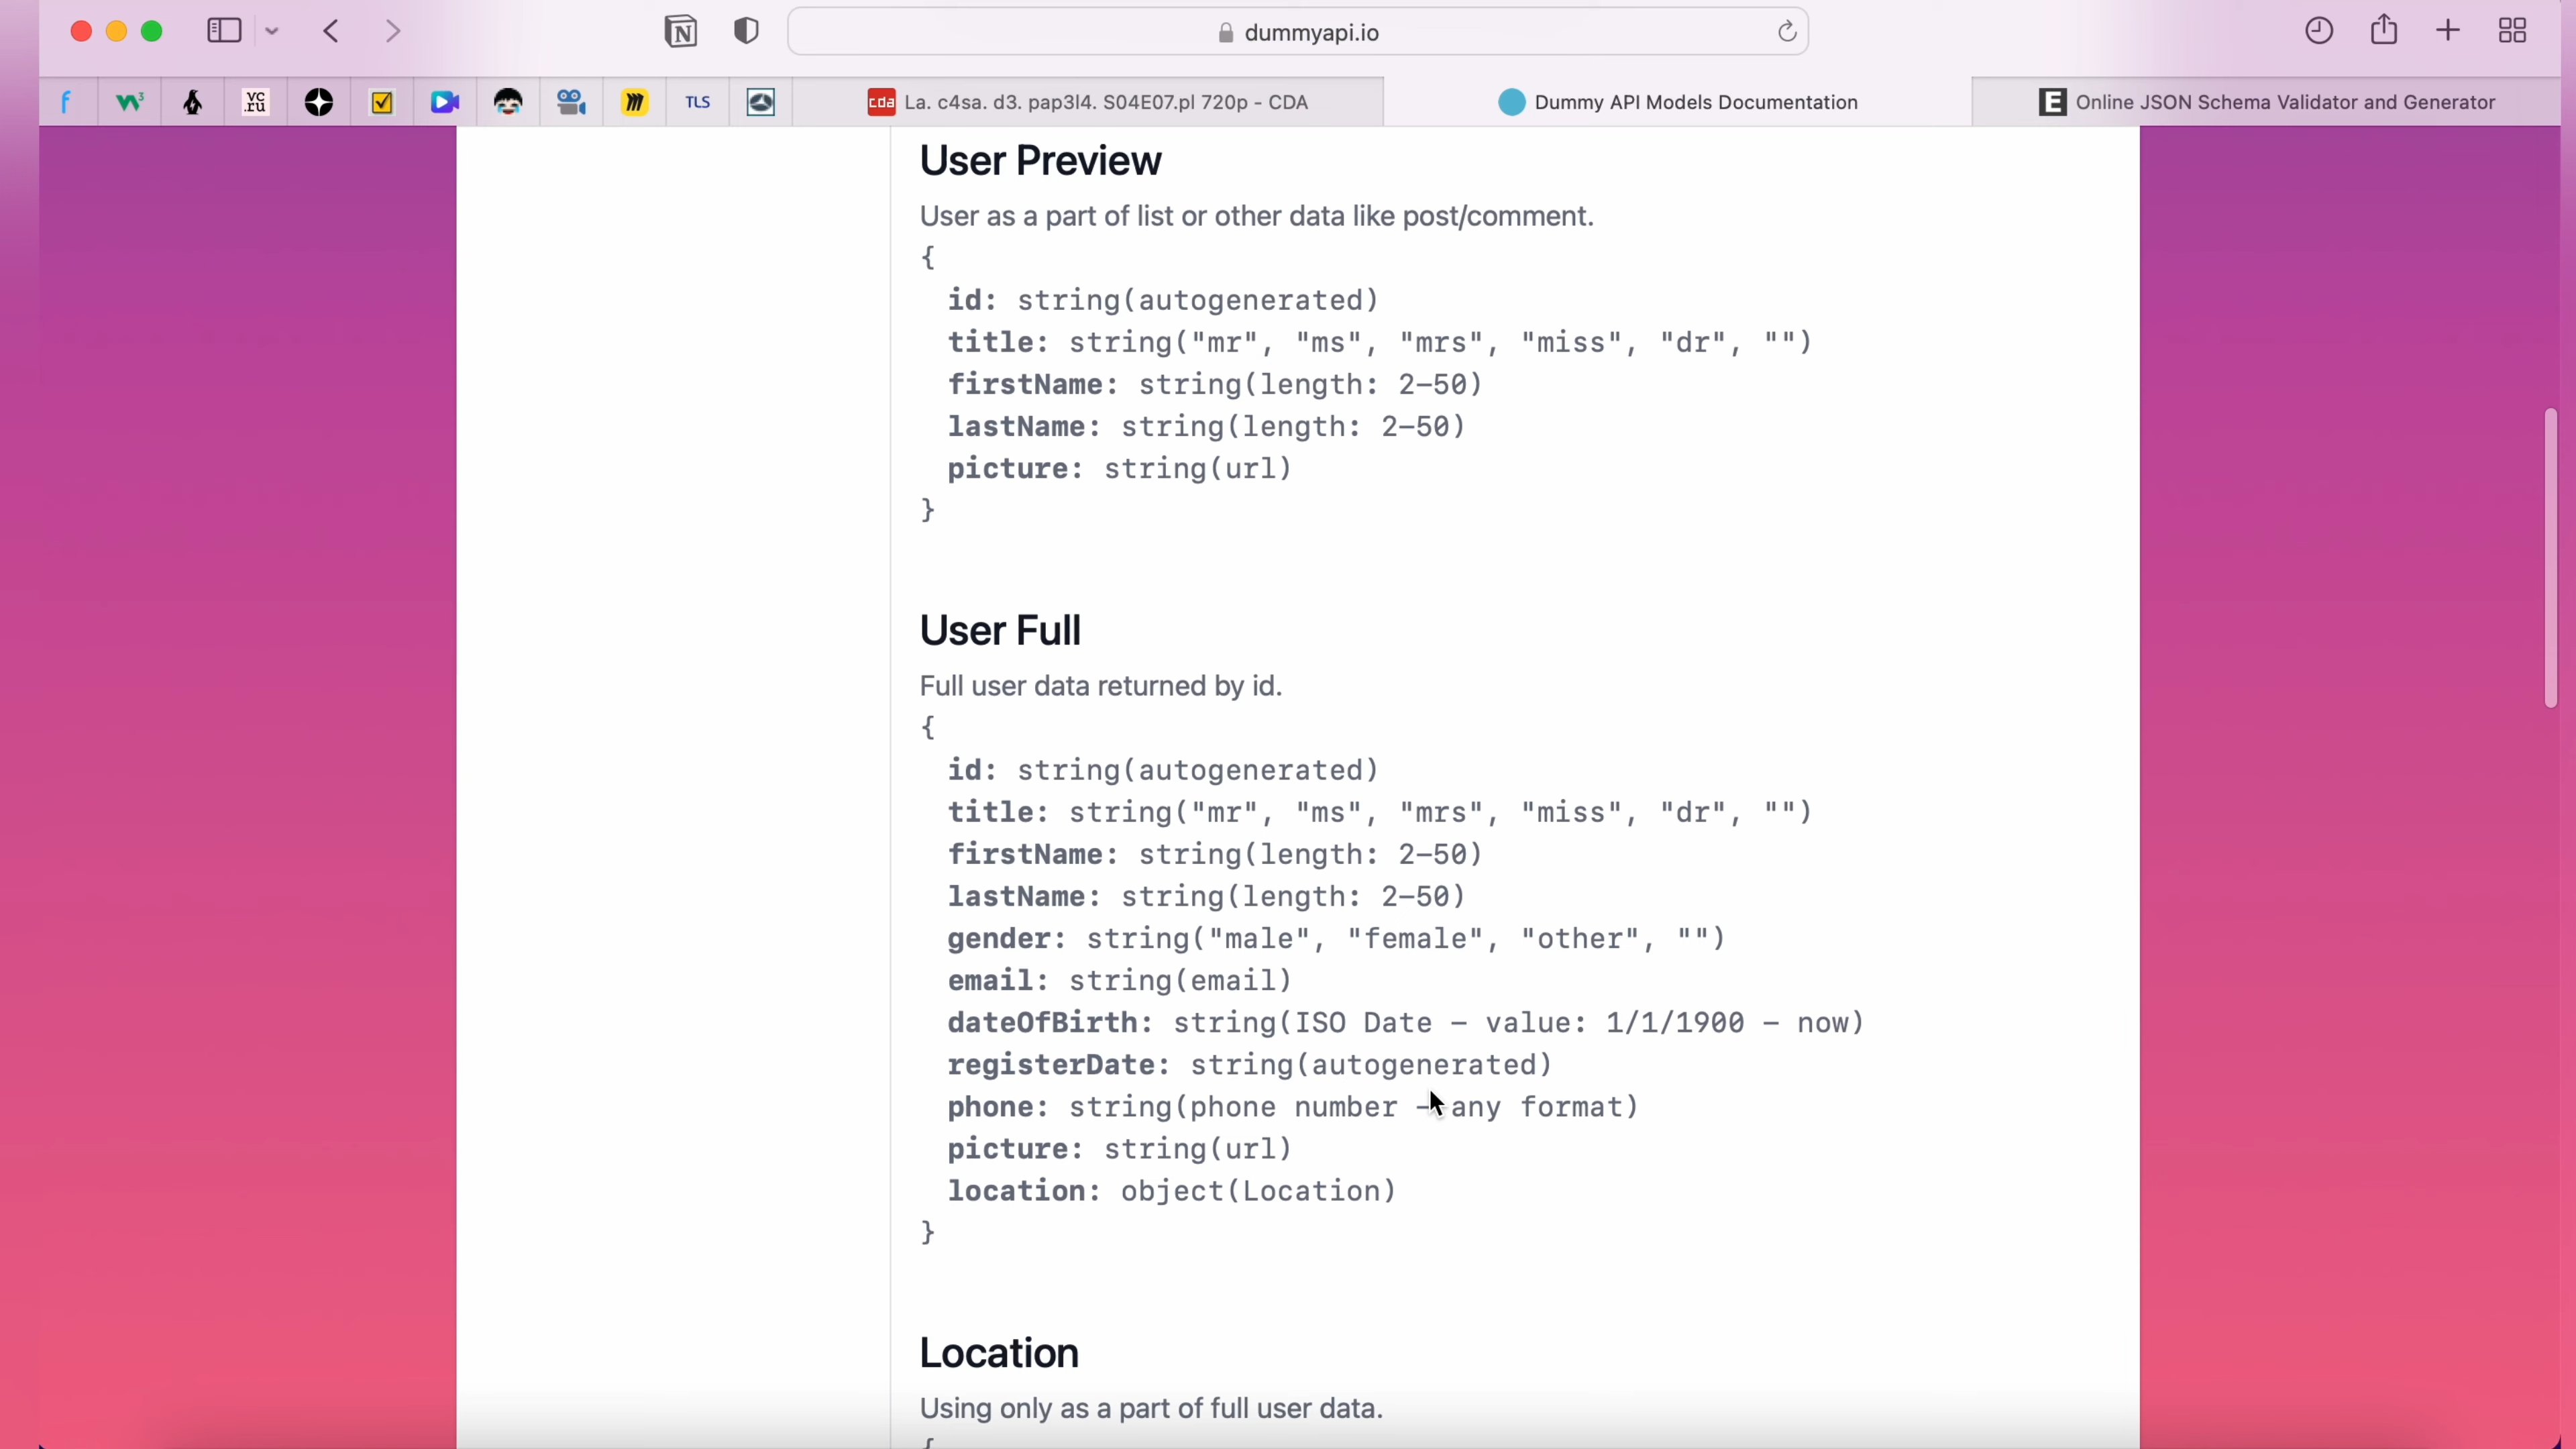 dummyapi.io
f
W3
vc
.ru
TLS
cda
La. c4sa. d3. pap3l4. S04E07.pl 720p - CDA
Dummy API Models Documentation
E
Online JSON Schema Validator and Generator
User Preview
User as a part of list or other data like post/comment.
{
id: string(autogenerated)
title: string("mr", "ms", "mrs", "miss", "dr", "")
firstName: string(length: 2-50)
lastName: string(length: 2-50)
picture: string(url)
}
User Full
Full user data returned by id.
{
id: string(autogenerated)
title: string("mr", "ms", "mrs", "miss", "dr", "")
firstName: string(length: 2-50)
lastName: string(length: 2-50)
gender: string("male", "female", "other", "")
email: string(email)
dateOfBirth: string(ISO Date - value: 1/1/1900 - now)
registerDate: string(autogenerated)
phone: string(phone number - any format)
picture: string(url)
location: object(Location)
}
Location
Using only as a part of full user data.
{